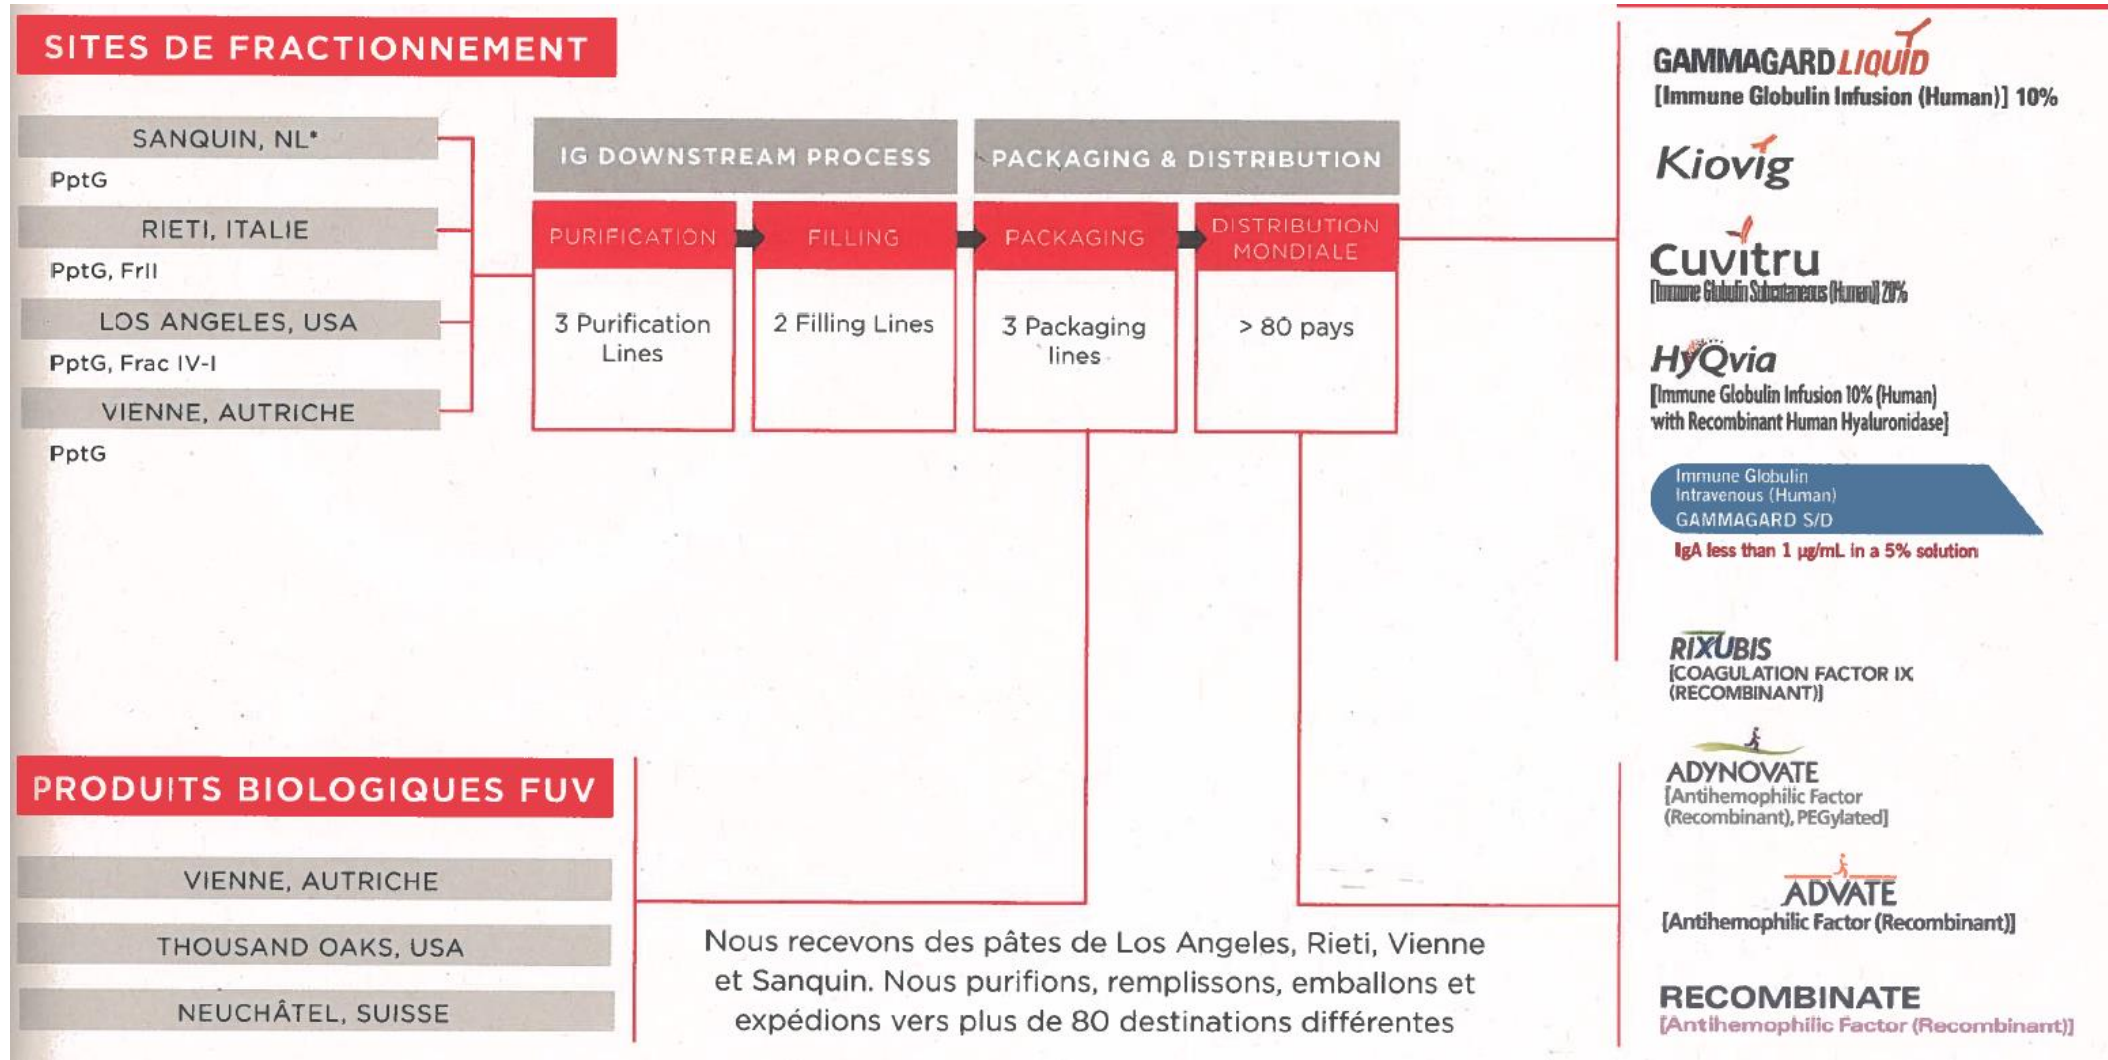 SITES DE FRACTIONNEMENT
SANQUIN, NL*
PptG
RIETI, ITALIE
PptG, FrII
LOS ANGELES, USA
PptG, Frac IV-I
VIENNE, AUTRICHE
PptG
IG DOWNSTREAM PROCESS
PACKAGING & DISTRIBUTION
PURIFICATION
FILLING
PACKAGING
DISTRIBUTION
MONDIALE
3 Purification
Lines
2 Filling Lines
3 Packaging
lines
> 80 pays
GAMMAGARD LIQUID
[Immune Globulin Infusion (Human)] 10%
Kiovig
Cuvitru
[Immune Globulin Subcutaneous (Human)] 20%
HyQvia
[Immune Globulin Infusion 10% (Human)
with Recombinant Human Hyaluronidase]
Immune Globulin
Intravenous (Human)
GAMMAGARD S/D
IgA less than 1 µg/mL in a 5% solution
RIXUBIS
[COAGULATION FACTOR IX
(RECOMBINANT)]
ADYNOVATE
[Antihemophilic Factor
(Recombinant), PEGylated]
ADVATE
[Antihemophilic Factor (Recombinant)]
RECOMBINATE
[Antihemophilic Factor (Recombinant)]
PRODUITS BIOLOGIQUES FUV
VIENNE, AUTRICHE
THOUSAND OAKS, USA
NEUCHÂTEL, SUISSE
Nous recevons des pâtes de Los Angeles, Rieti, Vienne
et Sanquin. Nous purifions, remplissons, emballons et
expédions vers plus de 80 destinations différentes